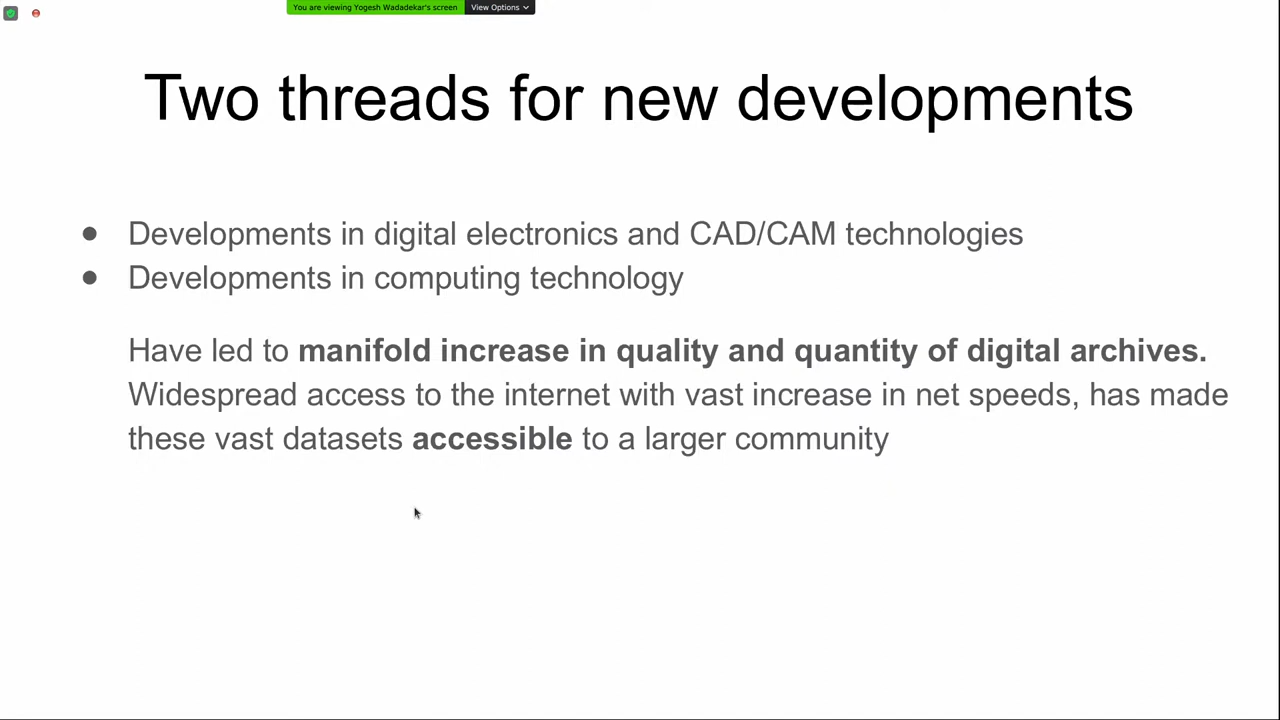 You are viewing Yogesh Wadadekar's screen View Options
Two threads for new developments
● Developments in digital electronics and CAD/CAM technologies
● Developments in computing technology
Have led to manifold increase in quality and quantity of digital archives.
Widespread access to the internet with vast increase in net speeds, has made
these vast datasets accessible to a larger community